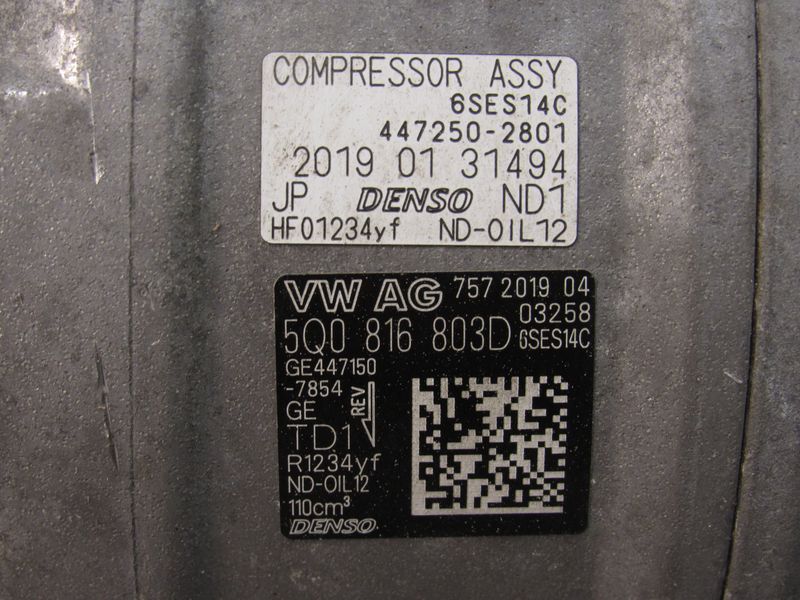 COMPRESSOR ASSY
6SES14C
447250-2801
2019 01 31494
JP DENSO ND1
HF01234yf ND-OIL12
VW AG 757 2019 04
03258
5Q0 816 803D 6SES14C
GE447150
-7854
GE
REV
TD1
R1234yf
ND-OIL12
110cm³
DENSO